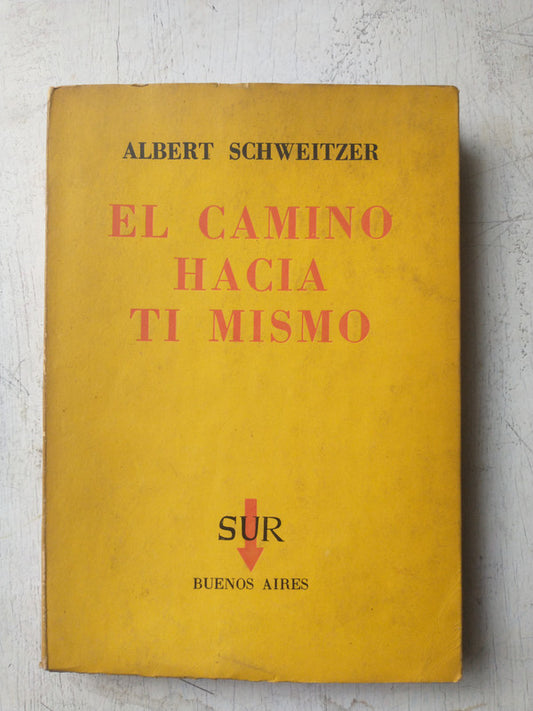 ALBERT SCHWEITZER
EL CAMINO
HACIA
TI MISMO
SUR
BUENOS AIRES